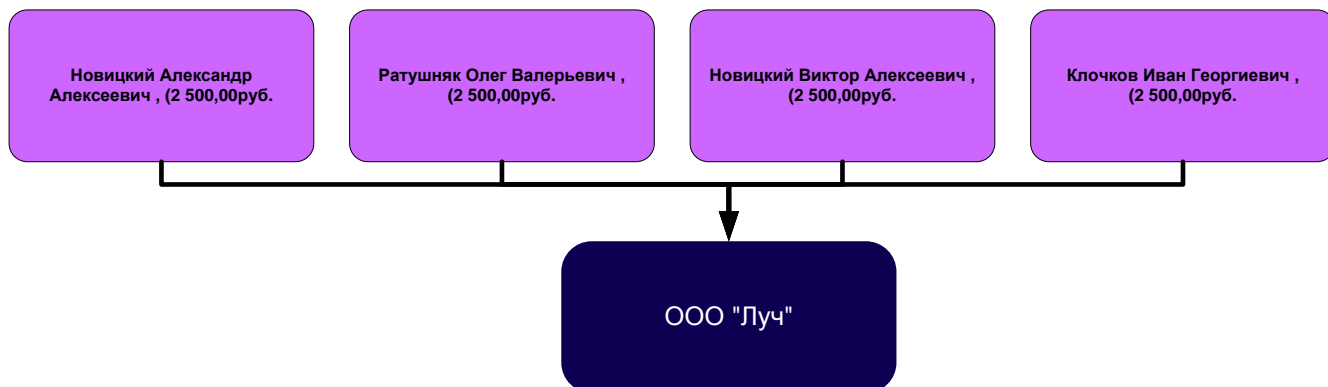 Новицкий Александр
Алексеевич , (2 500,00руб.
Ратушняк Олег Валерьевич ,
(2 500,00руб.
Новицкий Виктор Алексеевич ,
(2 500,00руб.
Клочков Иван Георгиевич ,
(2 500,00руб.
ООО "Луч"